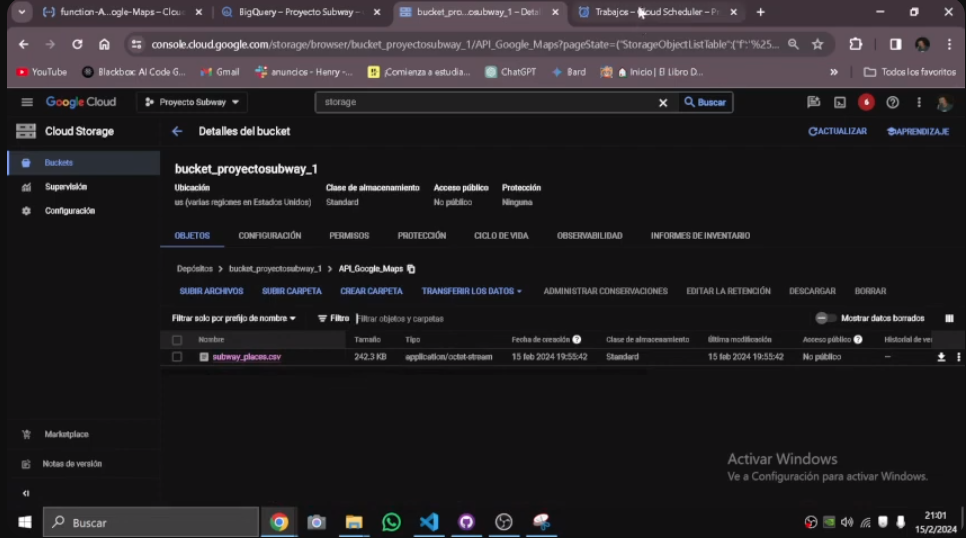 function-A...ogle-Maps – Clou
BigQuery – Proyecto Subway –
bucket_pro...osubway_1 – Detal
Trabajos – Cloud Scheduler – Pr
console.cloud.google.com/storage/browser/bucket_proyectosubway_1/API_Google_Maps?pageState=("StorageObjectListTable":("f":"%25...
YouTube
Blackbox AI Code G...
Gmail
anuncios - Henry -...
¡Comienza a estudia...
ChatGPT
Bard
Inicio | El Libro D...
»
Todos los favoritos
Google Cloud
Proyecto Subway
storage
Buscar
6
Cloud Storage
Detalles del bucket
ACTUALIZAR
APRENDIZAJE
Buckets
Supervisión
Configuración
bucket_proyectosubway_1
Ubicación
Clase de almacenamiento
Acceso público
Protección
us (varias regiones en Estados Unidos)
Standard
No público
Ninguna
OBJETOS
CONFIGURACIÓN
PERMISOS
PROTECCIÓN
CICLO DE VIDA
OBSERVABILIDAD
INFORMES DE INVENTARIO
Depósitos > bucket_proyectosubway_1 > API_Google_Maps
SUBIR ARCHIVOS
SUBIR CARPETA
CREAR CARPETA
TRANSFERIR LOS DATOS
ADMINISTRAR CONSERVACIONES
EDITAR LA RETENCIÓN
DESCARGAR
BORRAR
Filtrar solo por prefijo de nombre
Filtro
Filtrar objetos y carpetas
Mostrar datos borrados
Nombre
Tamaño
Tipo
Fecha de creación
Clase de almacenamiento
Última modificación
Acceso público
Historial de ver
subway_places.csv
242.3 KB
application/octet-stream
15 feb 2024 19:55:42
Standard
15 feb 2024 19:55:42
No público
—
Marketplace
Notas de versión
Activar Windows
Ve a Configuración para activar Windows.
Buscar
21:01
15/2/2024